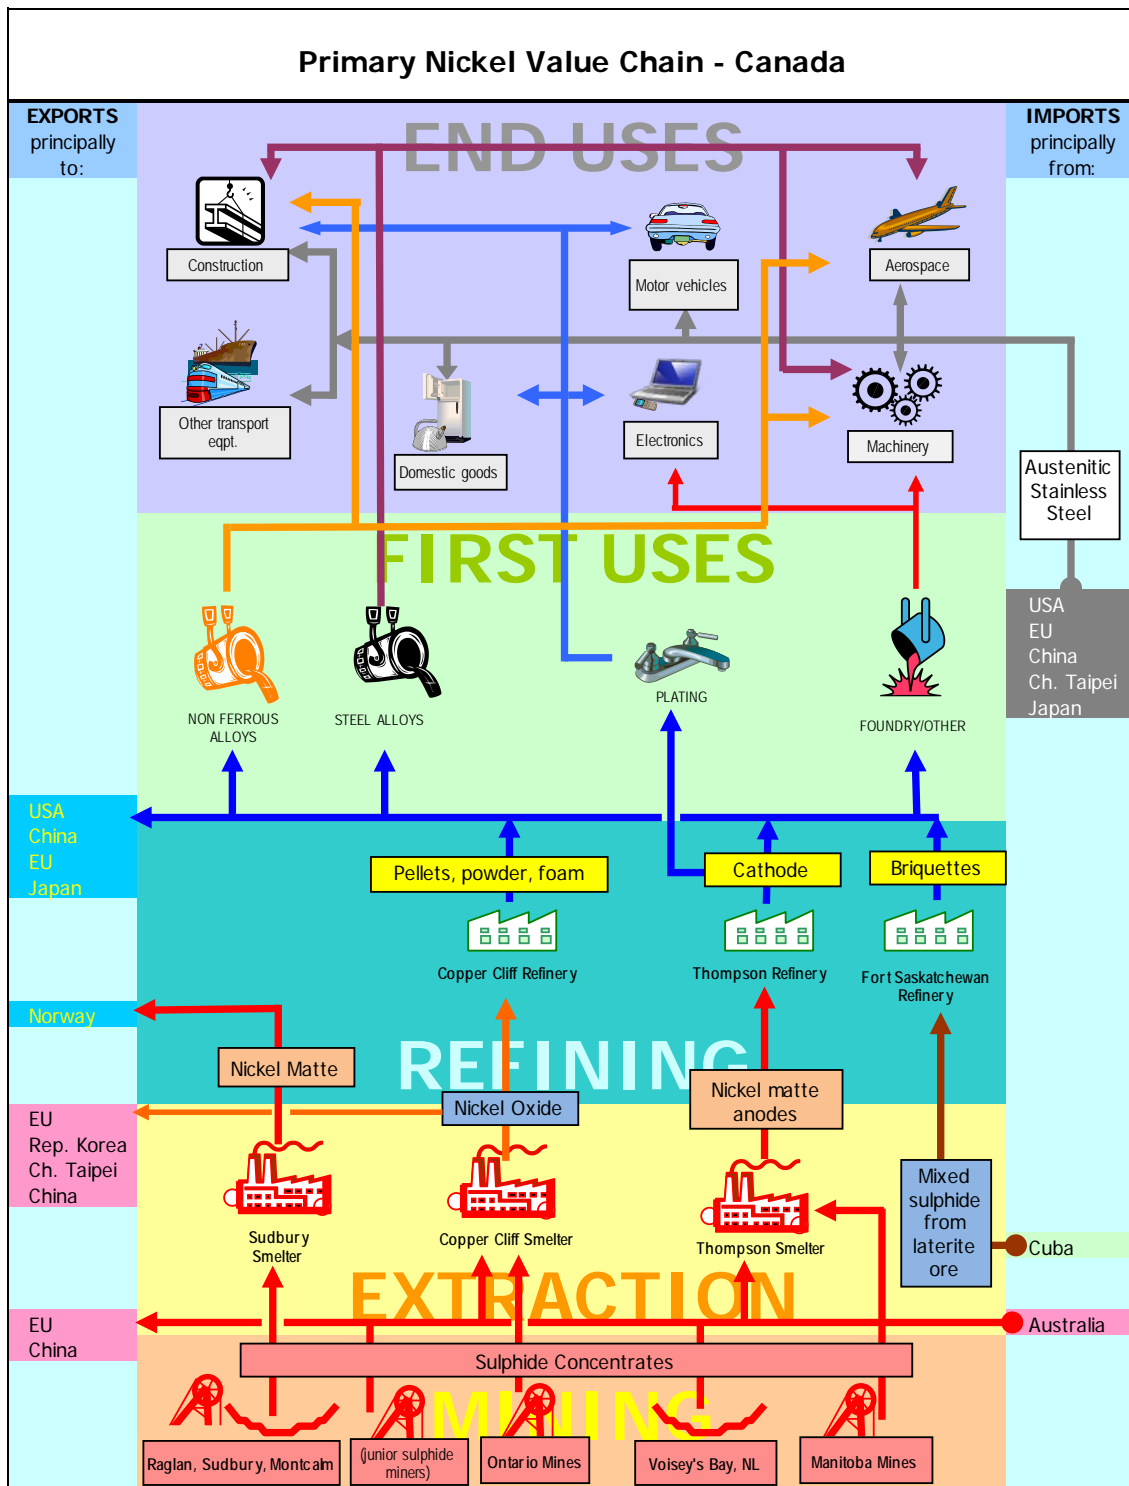 Primary Nickel Value Chain - Canada
EXPORTS
principally
to:
END USES
IMPORTS
principally
from:
Construction
Motor vehicles
Aerospace
Other transport
eqpt.
Domestic goods
Electronics
Machinery
Austenitic
Stainless
Steel
FIRST USES
USA
EU
China
Ch. Taipei
Japan
NON FERROUS
ALLOYS
STEEL ALLOYS
PLATING
FOUNDRY/OTHER
USA
China
EU
Japan
Pellets, powder, foam
Cathode
Briquettes
Copper Cliff Refinery
Thompson Refinery
Fort Saskatchewan
Refinery
Norway
REFINING
Nickel Matte
Nickel Oxide
Nickel matte
anodes
EU
Rep. Korea
Ch. Taipei
China
Sudbury
Smelter
Copper Cliff Smelter
Thompson Smelter
Mixed
sulphide
from
laterite
ore
Cuba
EXTRACTION
EU
China
Australia
Sulphide Concentrates
MINING
Raglan, Sudbury, Montcalm
(junior sulphide
miners)
Ontario Mines
Voisey's Bay, NL
Manitoba Mines